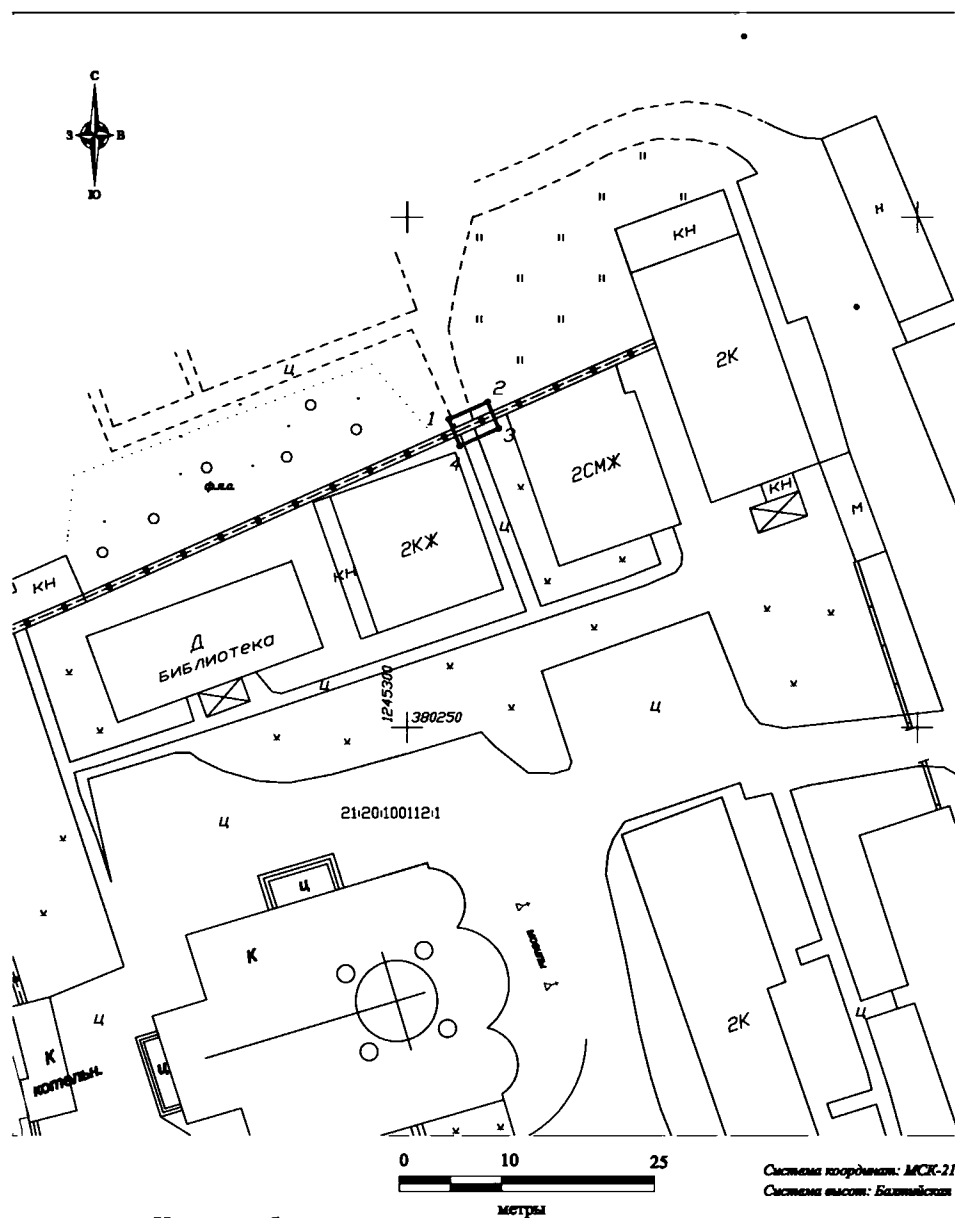 С
З В
Ю
Н
КН
2К
Ц
1 2
3
4
ф.я.с.
2СМЖ
КН
М
2КЖ
Ц
КН
КН
Д
БИБЛИОТЕКА
Ц
1245300
380250
Ц
21:20:100112:1
Ц
Ц
К
могилы
2К
Ц
Ц
К
котельн.
Ц
0 10 25
метры
Система координат: МСК-21
Система высот: Балтийская